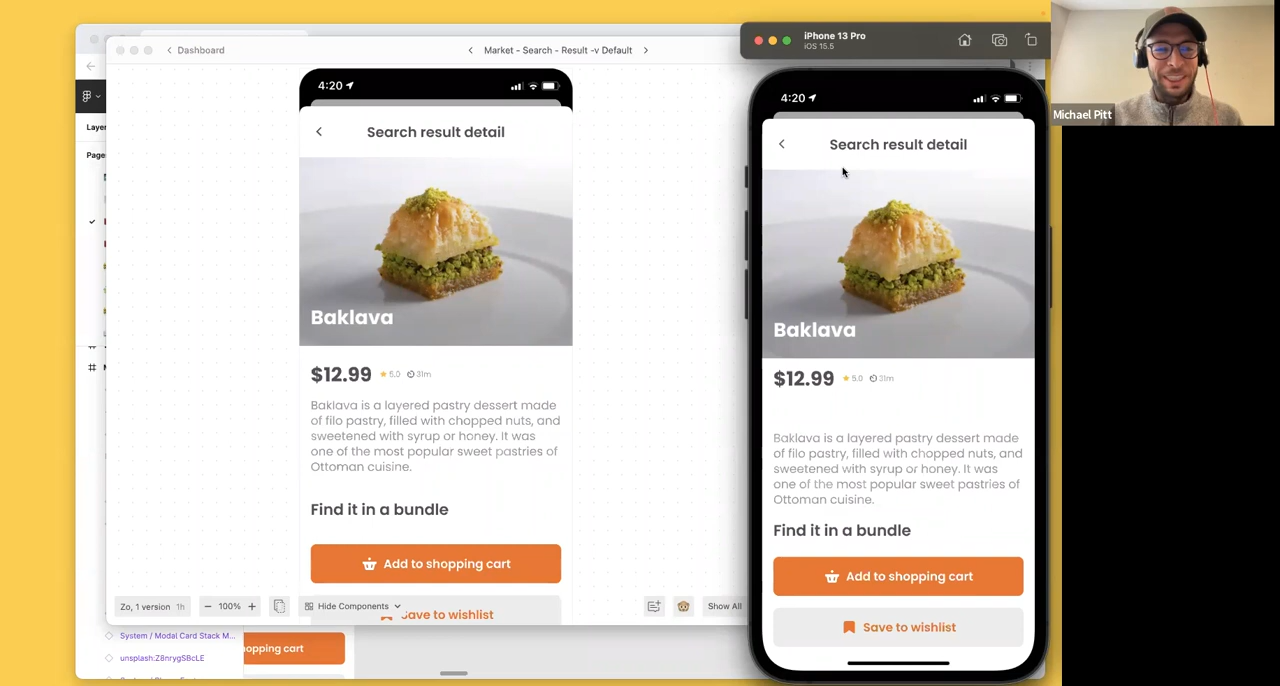 Dashboard
Market - Search - Result -v Default
iPhone 13 Pro
iOS 15.5
Michael Pitt
Layer
Page
4:20
Search result detail
Baklava
$12.99
5.0
31m
Baklava is a layered pastry dessert made
of filo pastry, filled with chopped nuts, and
sweetened with syrup or honey. It was
one of the most popular sweet pastries of
Ottoman cuisine.
Find it in a bundle
Add to shopping cart
Save to wishlist
Zo, 1 version 1h
100%
Hide Components
Show All
System / Modal Card Stack M...
unsplash:Z8nrygSBcLE
opping cart
4:20
Search result detail
Baklava
$12.99
5.0
31m
Baklava is a layered pastry dessert made
of filo pastry, filled with chopped nuts, and
sweetened with syrup or honey. It was
one of the most popular sweet pastries of
Ottoman cuisine.
Find it in a bundle
Add to shopping cart
Save to wishlist